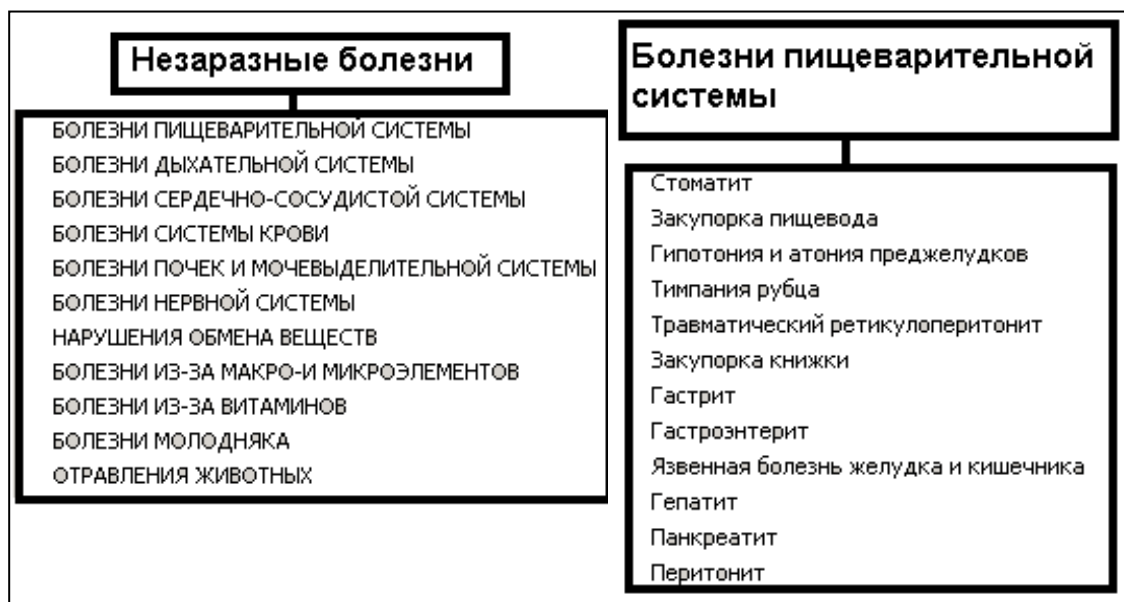 Незаразные болезни
БОЛЕЗНИ ПИЩЕВАРИТЕЛЬНОЙ СИСТЕМЫ
БОЛЕЗНИ ДЫХАТЕЛЬНОЙ СИСТЕМЫ
БОЛЕЗНИ СЕРДЕЧНО-СОСУДИСТОЙ СИСТЕМЫ
БОЛЕЗНИ СИСТЕМЫ КРОВИ
БОЛЕЗНИ ПОЧЕК И МОЧЕВЫДЕЛИТЕЛЬНОЙ СИСТЕМЫ
БОЛЕЗНИ НЕРВНОЙ СИСТЕМЫ
НАРУШЕНИЯ ОБМЕНА ВЕЩЕСТВ
БОЛЕЗНИ ИЗ-ЗА МАКРО-И МИКРОЭЛЕМЕНТОВ
БОЛЕЗНИ ИЗ-ЗА ВИТАМИНОВ
БОЛЕЗНИ МОЛОДНЯКА
ОТРАВЛЕНИЯ ЖИВОТНЫХ
Болезни пищеварительной
системы
Стоматит
Закупорка пищевода
Гипотония и атония преджелудков
Тимпания рубца
Травматический ретикулоперитонит
Закупорка книжки
Гастрит
Гастроэнтерит
Язвенная болезнь желудка и кишечника
Гепатит
Панкреатит
Перитонит